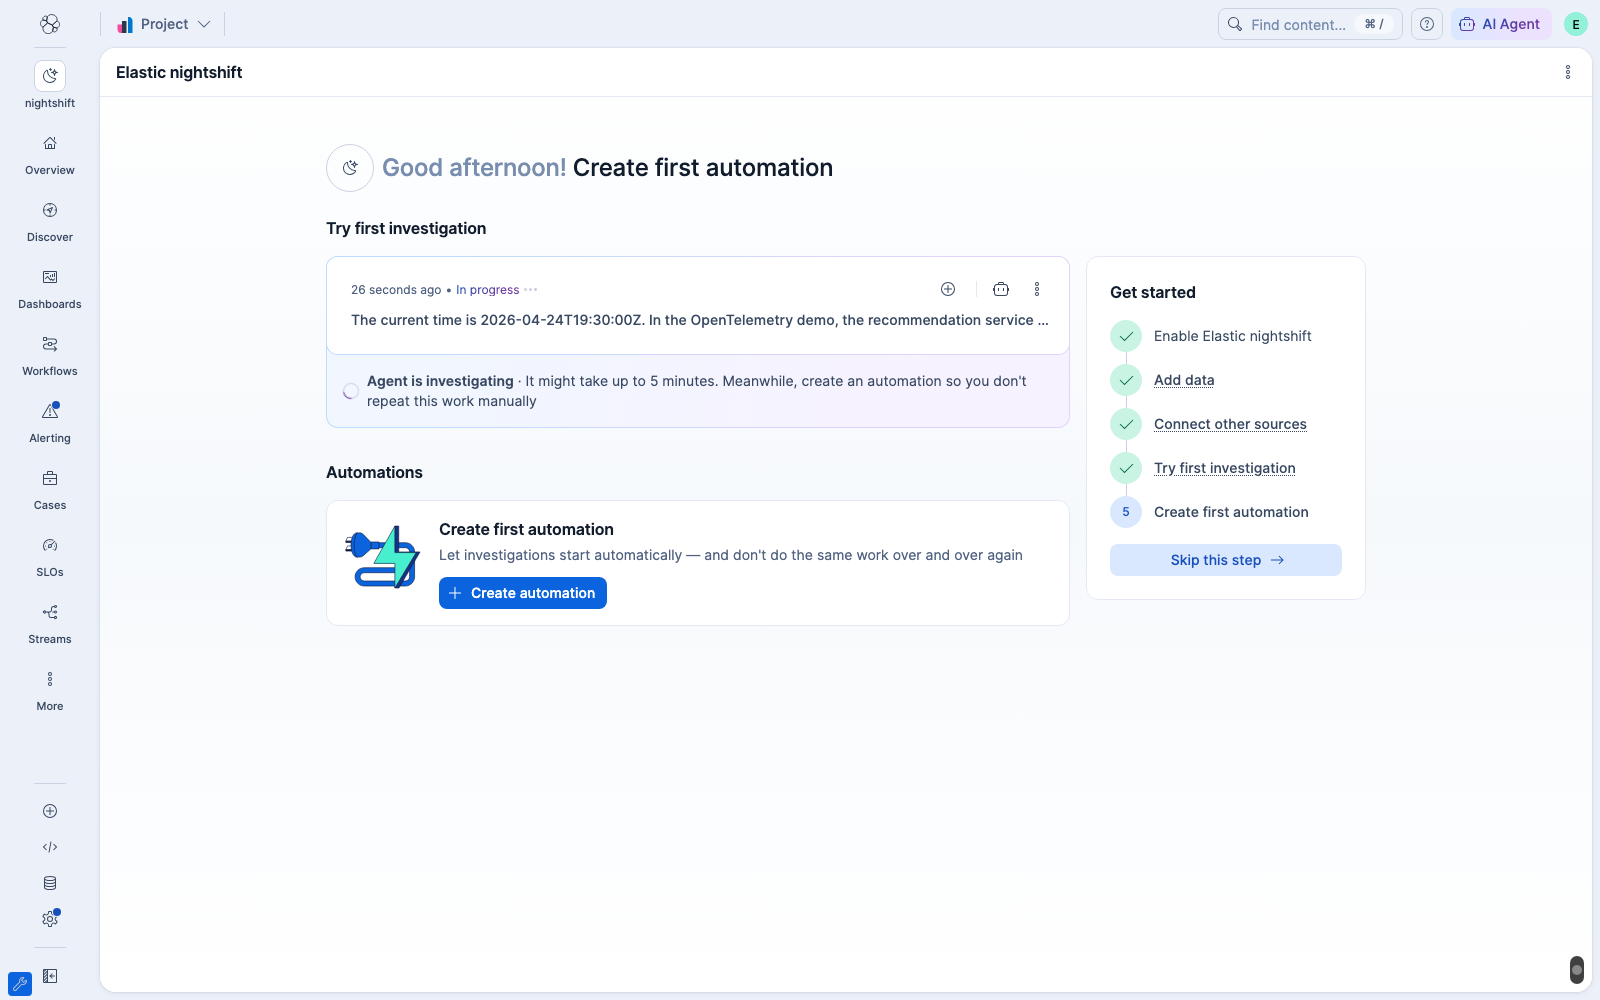 Project
Find content... ⌘ /
AI Agent
E
nightshift
Overview
Discover
Dashboards
Workflows
Alerting
Cases
SLOs
Streams
More
Elastic nightshift
Good afternoon! Create first automation
Try first investigation
26 seconds ago • In progress
The current time is 2026-04-24T19:30:00Z. In the OpenTelemetry demo, the recommendation service ...
Agent is investigating · It might take up to 5 minutes. Meanwhile, create an automation so you don't
repeat this work manually
Automations
Create first automation
Let investigations start automatically — and don't do the same work over and over again
Create automation
Get started
Enable Elastic nightshift
Add data
Connect other sources
Try first investigation
5 Create first automation
Skip this step →